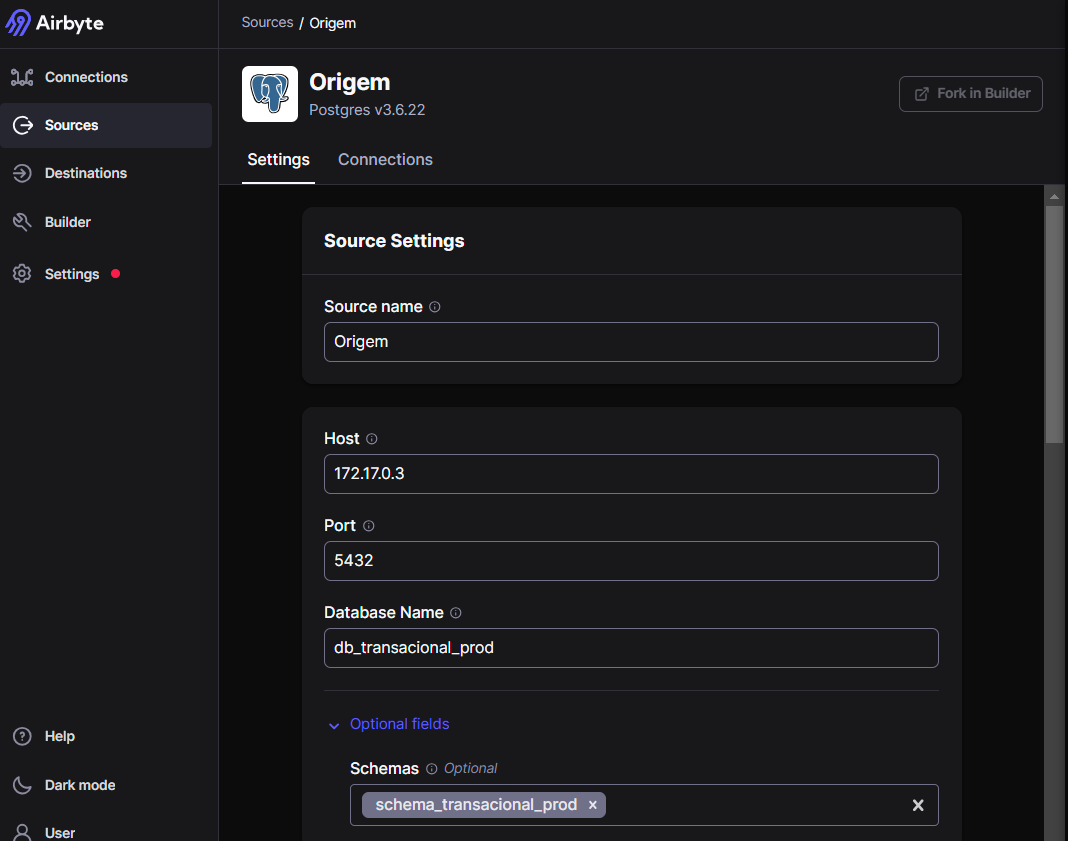 Airbyte
Connections
Sources
Destinations
Builder
Settings
Help
Dark mode
User
Sources / Origem
Origem
Postgres v3.6.22
Fork in Builder
Settings
Connections
Source Settings
Source name
Origem
Host
172.17.0.3
Port
5432
Database Name
db_transacional_prod
Optional fields
Schemas Optional
schema_transacional_prod